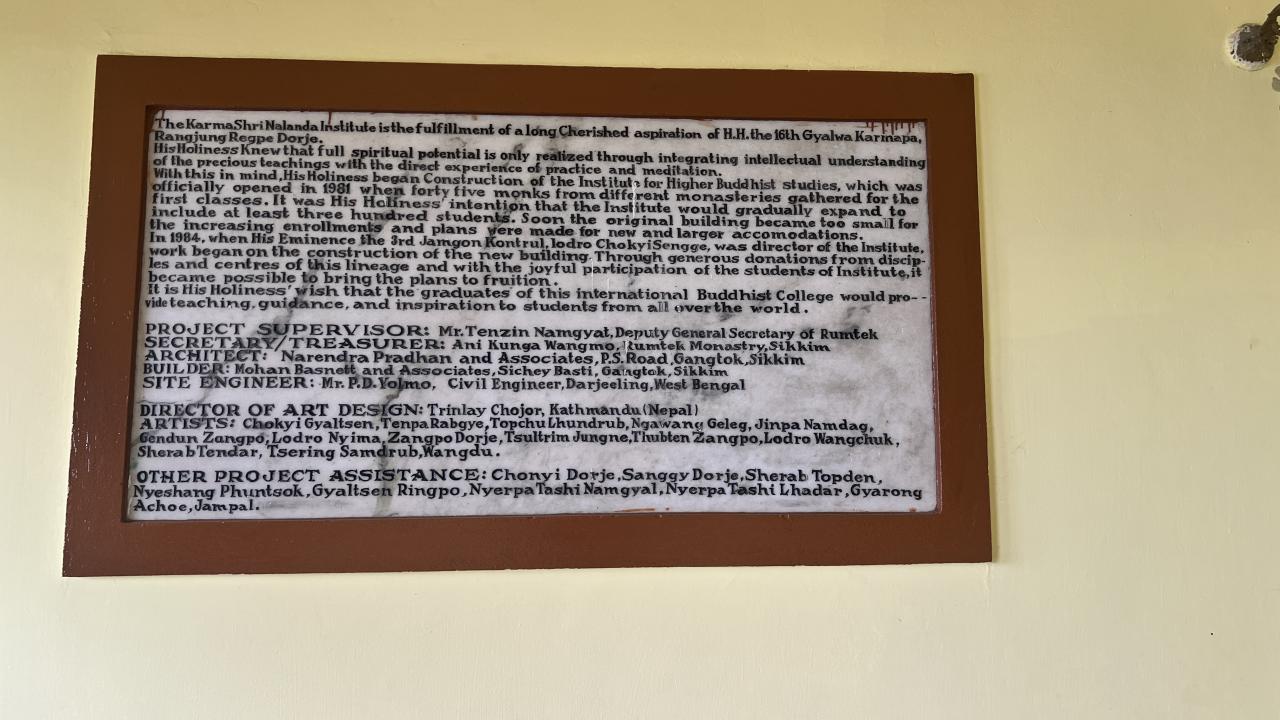 The Karma Shri Nalanda Institute is the fulfillment of a long Cherished aspiration of H.H. the 16th Gyalwa Karmapa,
Rangjung Regpe Dorje.
His Holiness Knew that full spiritual potential is only realized through integrating intellectual understanding
of the precious teachings with the direct experience of practice and meditation.
With this in mind, His Holiness began Construction of the Institute for Higher Buddhist studies, which was
officially opened in 1981 when forty five monks from different monasteries gathered for the
first classes. It was His Holiness' intention that the Institute would gradually expand to
include at least three hundred students. Soon the original building became too small for
the increasing enrollments and plans were made for new and larger accomodations.
In 1984, when His Eminence the 3rd Jamgon Kontrul, lodro Chokyi Sengge, was director of the Institute,
work began on the construction of the new building. Through generous donations from discip-
les and centres of this lineage and with the joyful participation of the students of Institute, it
became possible to bring the plans to fruition.
It is His Holiness' wish that the graduates of this international Buddhist College would pro--
vide teaching, guidance, and inspiration to students from all over the world.
PROJECT SUPERVISOR: Mr. Tenzin Namgyat, Deputy General Secretary of Rumtek
SECRETARY/TREASURER: Ani Kunga Wangmo, Rumtek Monastry, Sikkim
ARCHITECT: Narendra Pradhan and Associates, P.S. Road, Gangtok, Sikkim
BUILDER: Mohan Basnett and Associates, Sichey Basti, Gangtok, Sikkim
SITE ENGINEER: Mr. P.D. Yolmo, Civil Engineer, Darjeeling, West Bengal
DIRECTOR OF ART DESIGN: Trinlay Chojor, Kathmandu (Nepal)
ARTISTS: Chokyi Gyaltsen, Tenpa Rabgye, Topchu Lhundrub, Ngawang Geleg, Jinpa Namdag,
Gendun Zangpo, Lodro Nyima, Zangpo Dorje, Tsultrim Jungne, Thubten Zangpo, Lodro Wangchuk,
Sherab Tendar, Tsering Samdrub, Wangdu.
OTHER PROJECT ASSISTANCE: Chonyi Dorje, Sanggy Dorje, Sherab Topden,
Nyeshang Phuntsok, Gyaltsen Ringpo, Nyerpa Tashi Namgyal, Nyerpa Tashi Lhadar, Gyarong
Achoe, Jampal.